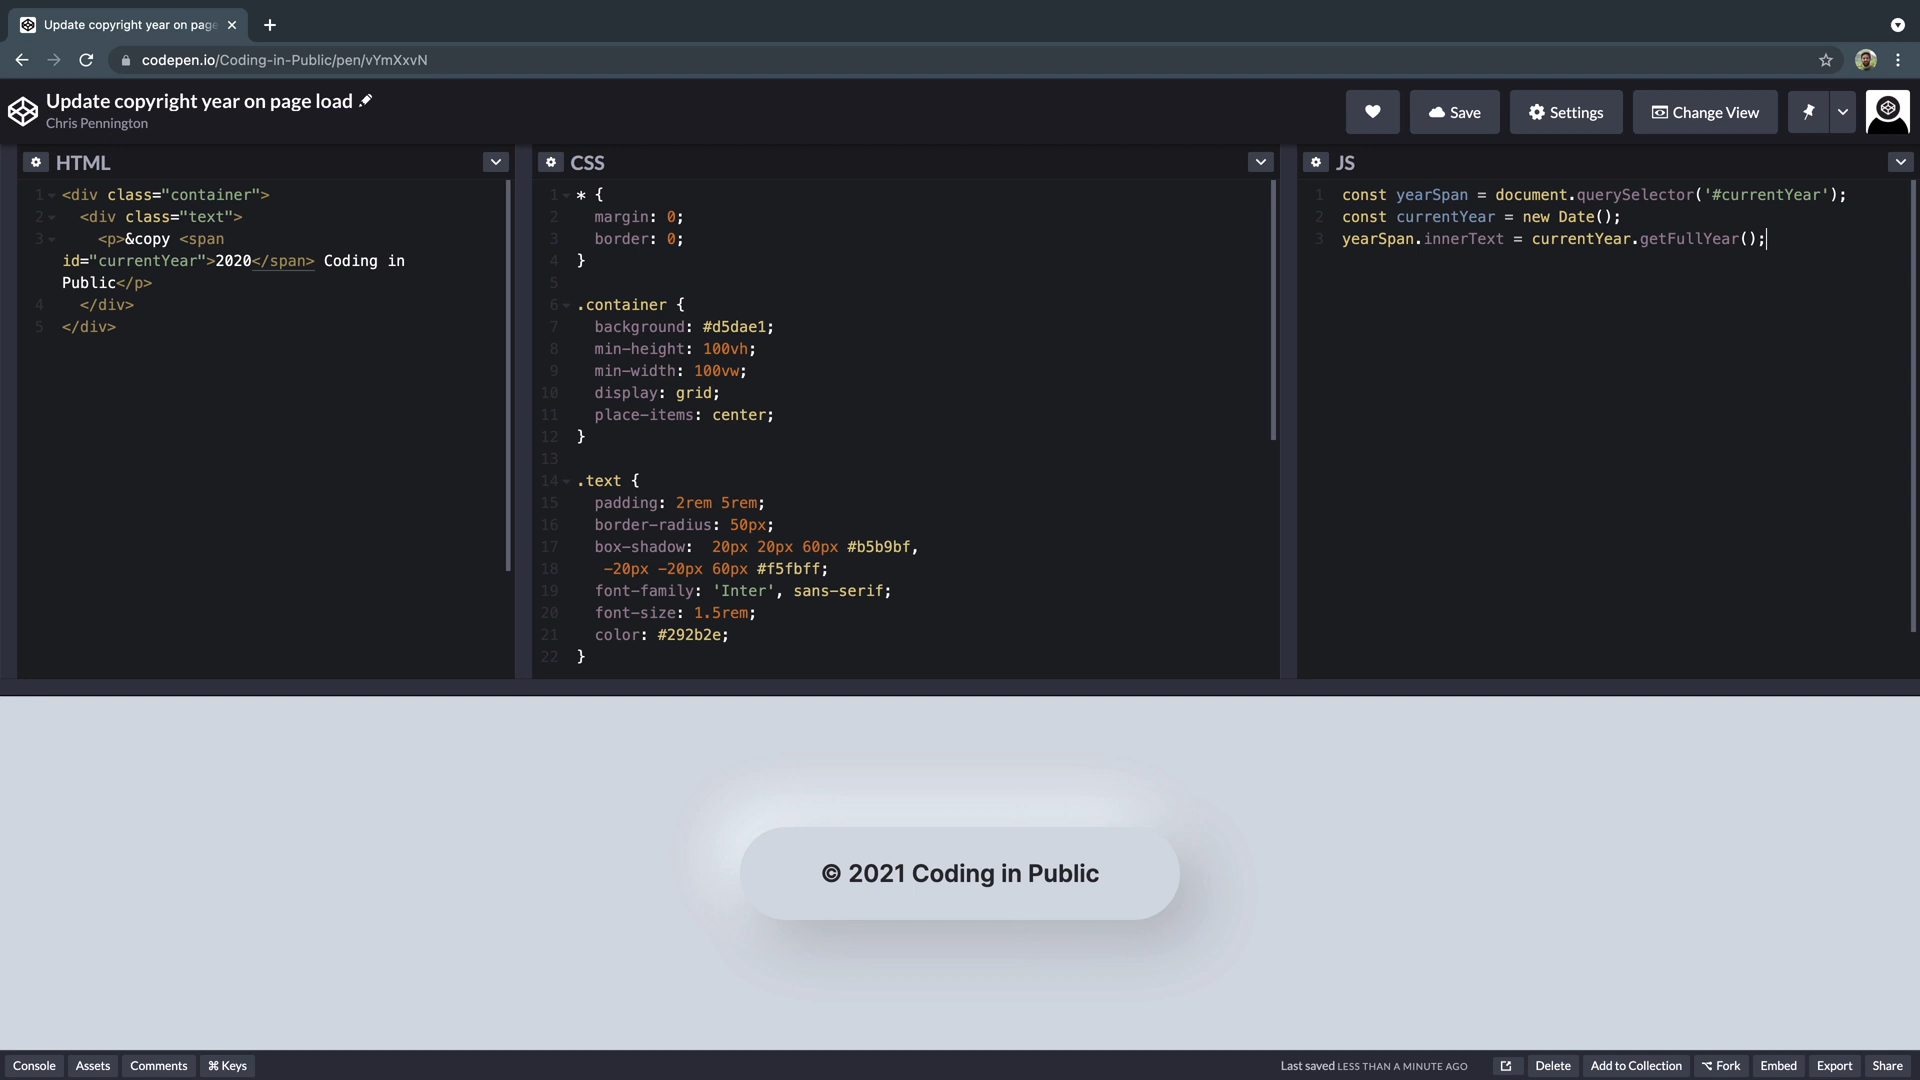 Update copyright year on page
codepen.io/Coding-in-Public/pen/vYmXxvN
Update copyright year on page load
Chris Pennington
Save
Settings
Change View
HTML
1 <div class="container">
2 <div class="text">
3 <p>&copy <span
id="currentYear">2020</span> Coding in
Public</p>
4 </div>
5 </div>
CSS
1 * {
2 margin: 0;
3 border: 0;
4 }
5
6 .container {
7 background: #d5dae1;
8 min-height: 100vh;
9 min-width: 100vw;
10 display: grid;
11 place-items: center;
12 }
13
14 .text {
15 padding: 2rem 5rem;
16 border-radius: 50px;
17 box-shadow:  20px 20px 60px #b5b9bf,
18 -20px -20px 60px #f5fbff;
19 font-family: 'Inter', sans-serif;
20 font-size: 1.5rem;
21 color: #292b2e;
22 }
JS
1 const yearSpan = document.querySelector('#currentYear');
2 const currentYear = new Date();
3 yearSpan.innerText = currentYear.getFullYear();
© 2021 Coding in Public
Console Assets Comments ⌘ Keys
Last saved LESS THAN A MINUTE AGO Delete Add to Collection ⌥ Fork Embed Export Share